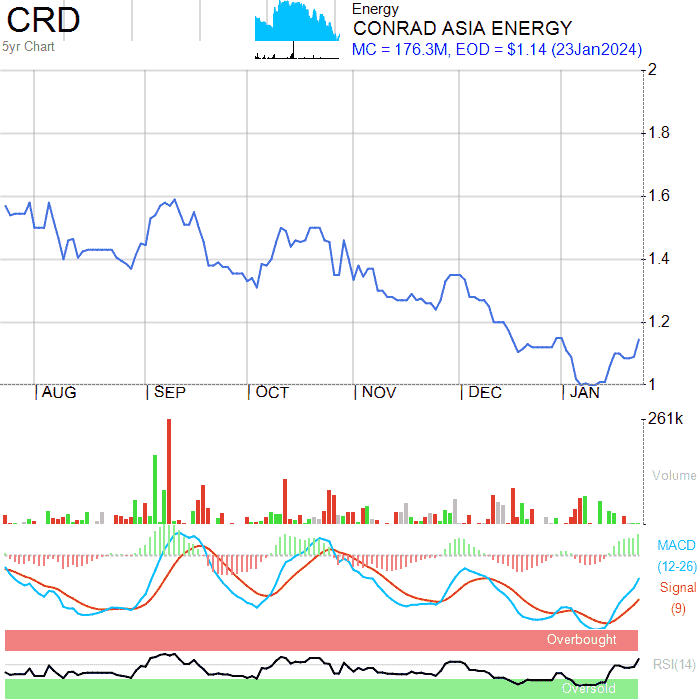 CRD
5yr Chart
Energy
CONRAD ASIA ENERGY
MC = 176.3M, EOD = $1.14 (23Jan2024)
2
1.8
1.6
1.4
1.2
1
AUG SEP OCT NOV DEC JAN
261k
Volume
MACD
(12-26)
Signal
(9)
Overbought
RSI(14)
Oversold